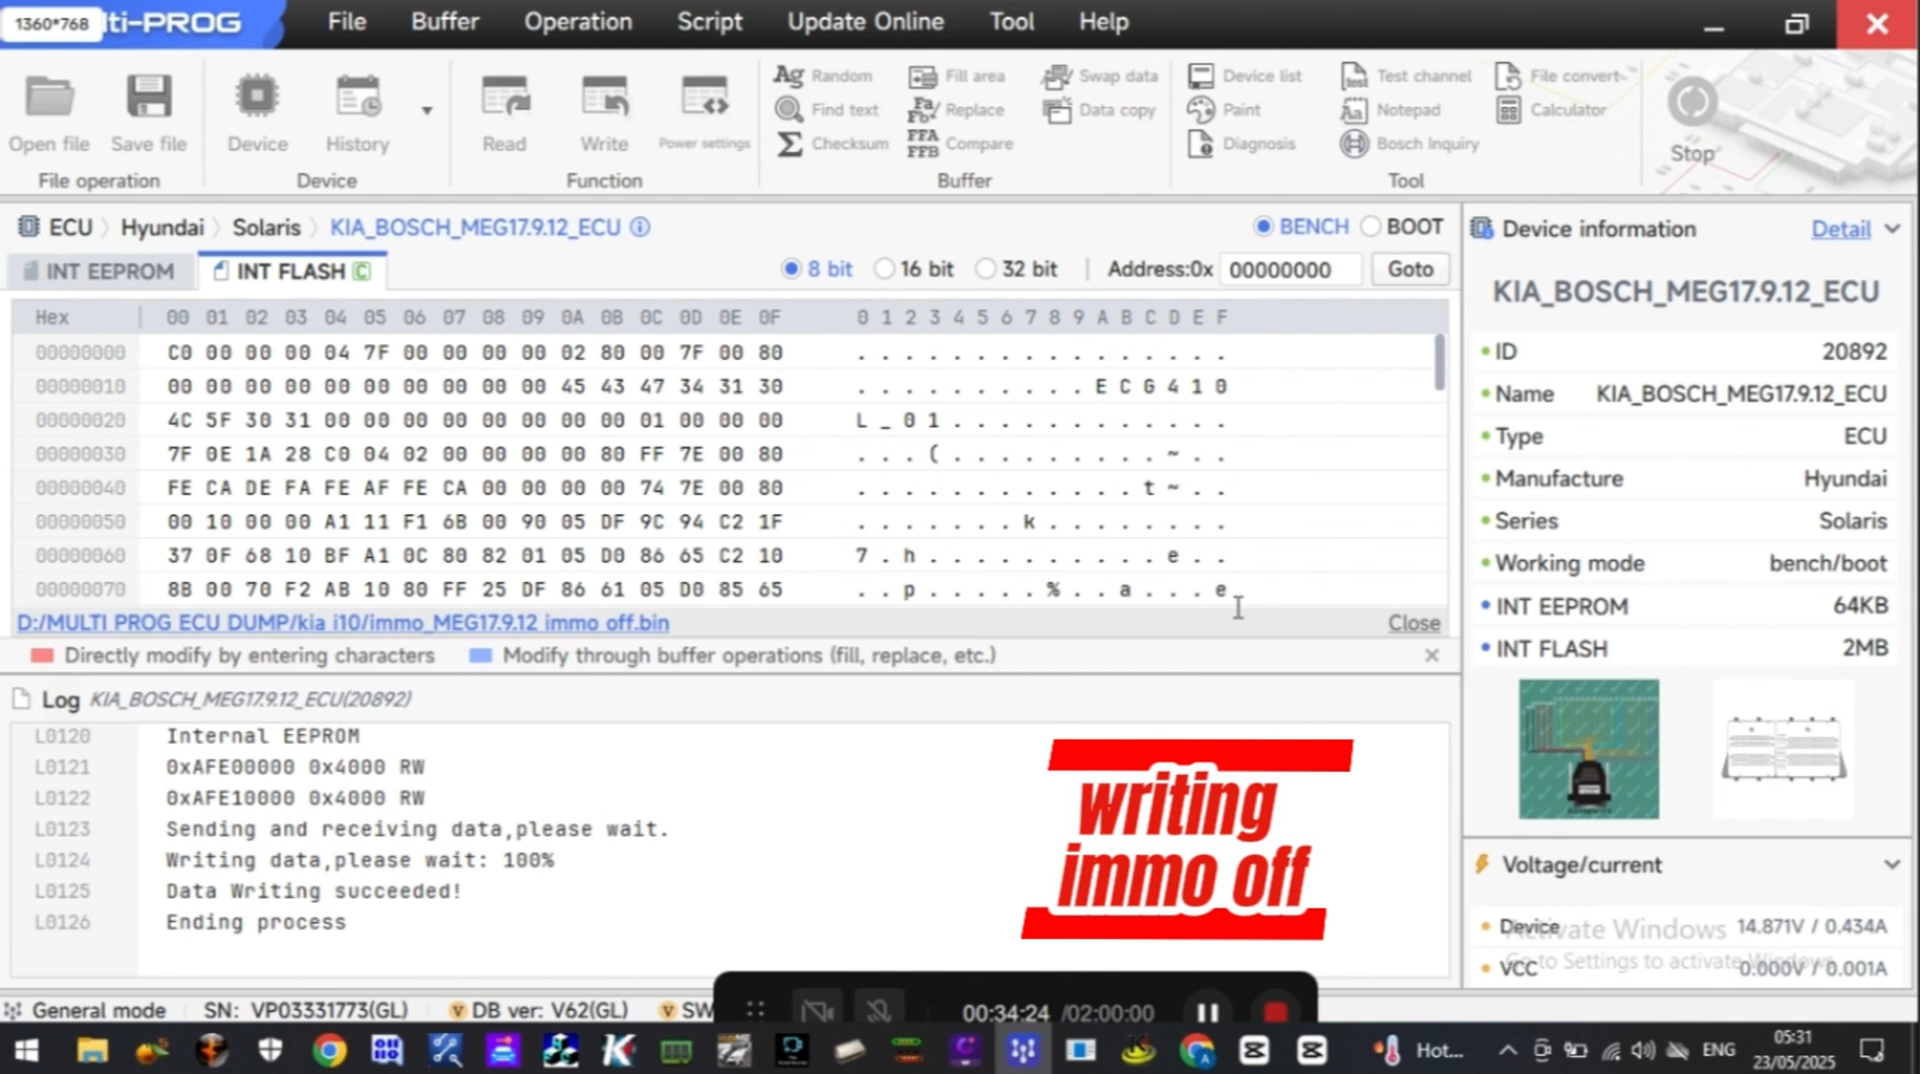 1360*768 lti-PROG File Buffer Operation Script Update Online Tool Help
Open file Save file Device History Read Write Power settings
Random Fill area Swap data Device list Test channel File convert
Find text Replace Data copy Paint Notepad Calculator
Checksum Compare Diagnosis Bosch Inquiry Stop
File operation Device Function Buffer Tool
ECU Hyundai Solaris KIA_BOSCH_MEG17.9.12_ECU BENCH BOOT
INT EEPROM INT FLASH C 8 bit 16 bit 32 bit Address:0x 00000000 Goto
Hex 00 01 02 03 04 05 06 07 08 09 0A 0B 0C 0D 0E 0F 0 1 2 3 4 5 6 7 8 9 A B C D E F
00000000 C0 00 00 00 04 7F 00 00 00 00 02 80 00 7F 00 80 . . . . . . . . . . . . . . . .
00000010 00 00 00 00 00 00 00 00 00 00 45 43 47 34 31 30 . . . . . . . . . . E C G 4 1 0
00000020 4C 5F 30 31 00 00 00 00 00 00 00 00 01 00 00 00 L _ 0 1 . . . . . . . . . . . .
00000030 7F 0E 1A 28 C0 04 02 00 00 00 00 80 FF 7E 00 80 . . . ( . . . . . . . . . ~ . .
00000040 FE CA DE FA FE AF FE CA 00 00 00 00 74 7E 00 80 . . . . . . . . . . . . t ~ . .
00000050 00 10 00 00 A1 11 F1 6B 00 90 05 DF 9C 94 C2 1F . . . . . . . k . . . . . . . .
00000060 37 0F 68 10 BF A1 0C 80 82 01 05 D0 86 65 C2 10 7 . h . . . . . . . . . . e . .
00000070 8B 00 70 F2 AB 10 80 FF 25 DF 86 61 05 D0 85 65 . . p . . . . . % . . a . . . e
D:/MULTI PROG ECU DUMP/kia i10/immo_MEG17.9.12 immo off.bin Close
Directly modify by entering characters Modify through buffer operations (fill, replace, etc.)
Log KIA_BOSCH_MEG17.9.12_ECU(20892)
L0120 Internal EEPROM
L0121 0xAFE00000 0x4000 RW
L0122 0xAFE10000 0x4000 RW
L0123 Sending and receiving data,please wait.
L0124 Writing data,please wait: 100%
L0125 Data Writing succeeded!
L0126 Ending process
writing
immo off
Device information Detail
KIA_BOSCH_MEG17.9.12_ECU
ID 20892
Name KIA_BOSCH_MEG17.9.12_ECU
Type ECU
Manufacture Hyundai
Series Solaris
Working mode bench/boot
INT EEPROM 64KB
INT FLASH 2MB
Voltage/current
Device 14.871V / 0.434A
VCC 0.000V / 0.001A
Activate Windows
Go to Settings to activate Windows.
General mode SN: VP03331773(GL) DB ver: V62(GL) SW
00:34:24 /02:00:00
Hot... ENG 05:31
23/05/2025